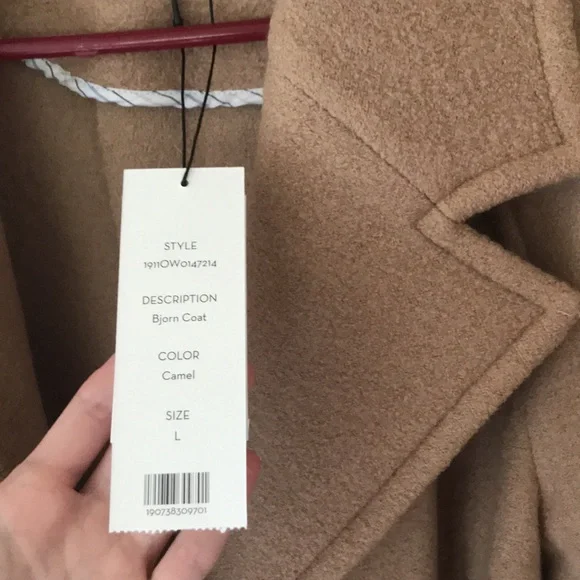 STYLE
1911OW0147214
DESCRIPTION
Bjorn Coat
COLOR
Camel
SIZE
L
190738309701